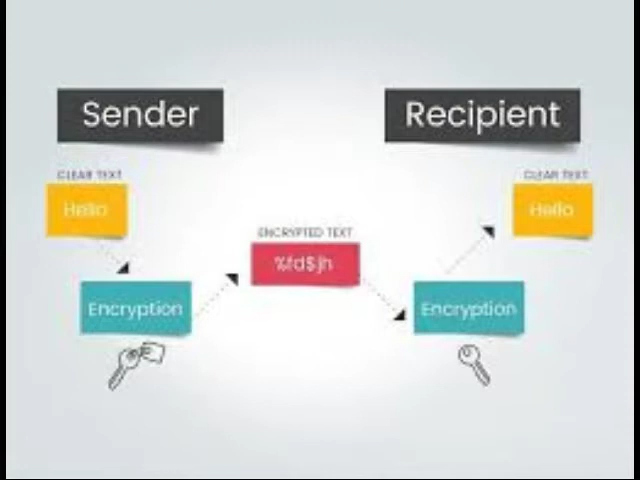 Sender
Recipient
CLEAR TEXT
CLEAR TEXT
Hello
Hello
ENCRYPTED TEXT
%fd$jh
Encryption
Encryption